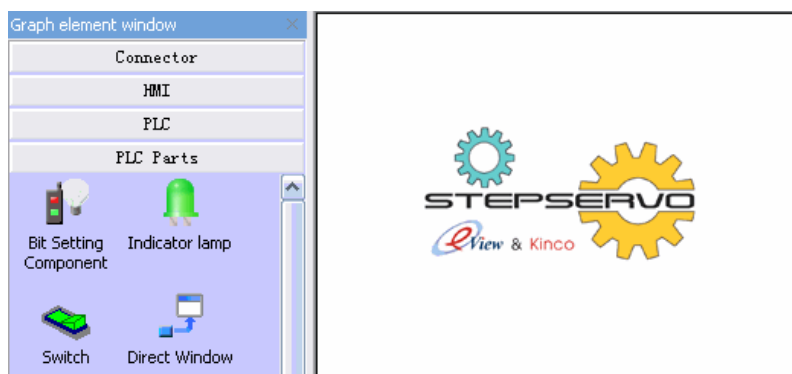 Graph element window
Connector
HMI
PLC
PLC Parts
Bit Setting
Component
Indicator lamp
Switch
Direct Window
STEPSERVO
eView & Kinco